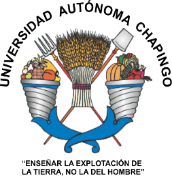 UNIVERSIDAD AUTÓNOMA CHAPINGO
"ENSEÑAR LA EXPLOTACIÓN DE
LA TIERRA, NO LA DEL HOMBRE"